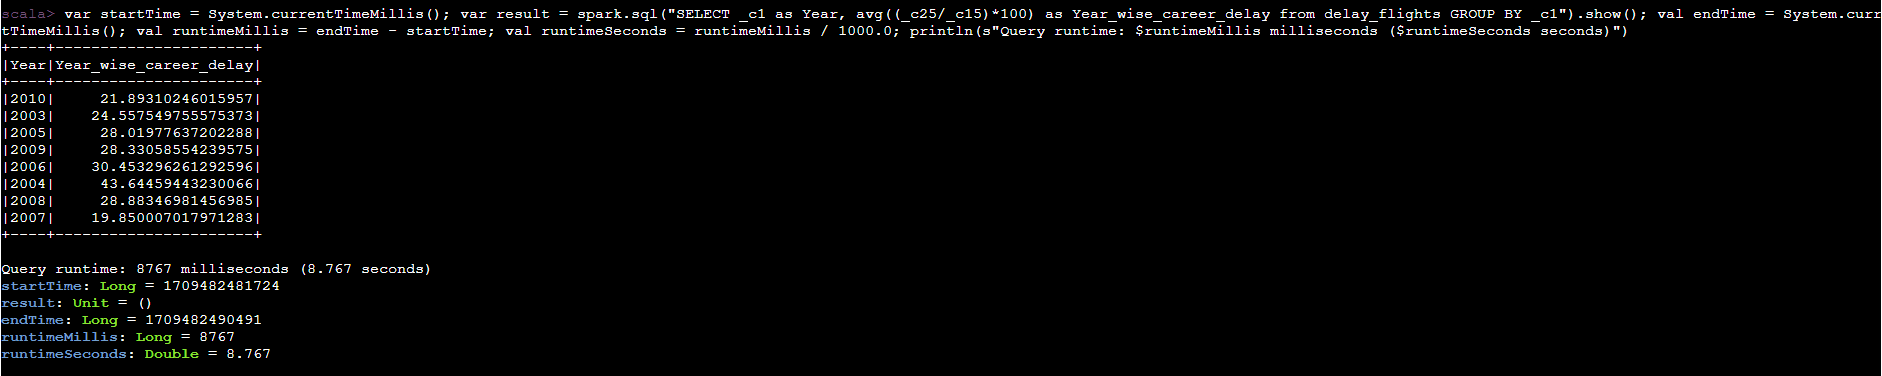 scala> var startTime = System.currentTimeMillis(); var result = spark.sql("SELECT _c1 as Year, avg((_c25/_c15)*100) as Year_wise_career_delay from delay_flights GROUP BY _c1").show(); val endTime = System.curren
tTimeMillis(); val runtimeMillis = endTime - startTime; val runtimeSeconds = runtimeMillis / 1000.0; println(s"Query runtime: $runtimeMillis milliseconds ($runtimeSeconds seconds)")
+----+----------------------+
|Year|Year_wise_career_delay|
+----+----------------------+
|2010|     21.89310246015957|
|2003|    24.557549755575373|
|2005|     28.01977637202288|
|2009|     28.33058554239575|
|2006|    30.453296261292596|
|2004|     43.64459443230066|
|2008|     28.88346981456985|
|2007|    19.850007017971283|
+----+----------------------+
Query runtime: 8767 milliseconds (8.767 seconds)
startTime: Long = 1709482481724
result: Unit = ()
endTime: Long = 1709482490491
runtimeMillis: Long = 8767
runtimeSeconds: Double = 8.767